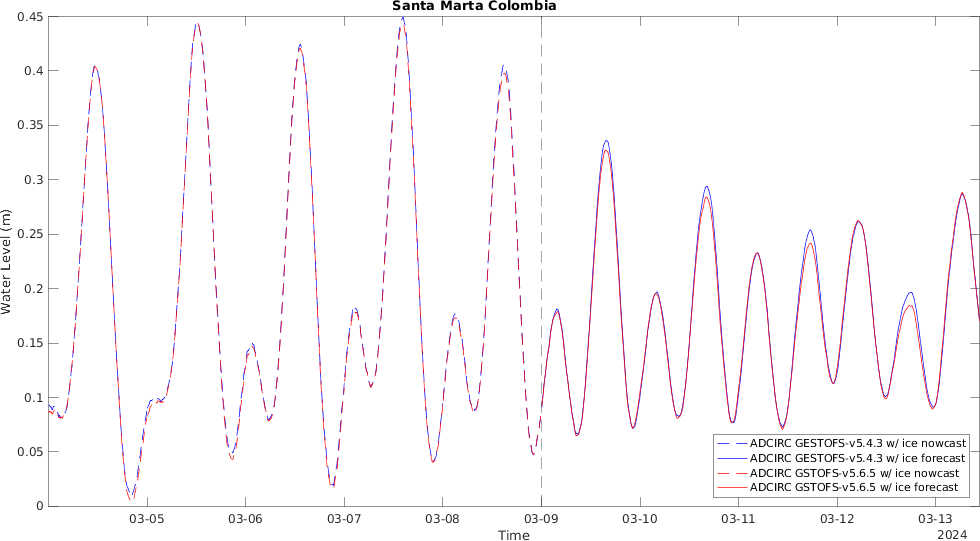 Santa Marta Colombia
0.45
0.4
0.35
0.3
0.25
0.2
0.15
0.1
0.05
0
Water Level (m)
ADCIRC GESTOFS-v5.4.3 w/ ice nowcast
ADCIRC GESTOFS-v5.4.3 w/ ice forecast
ADCIRC GSTOFS-v5.6.5 w/ ice nowcast
ADCIRC GSTOFS-v5.6.5 w/ ice forecast
03-05 03-06 03-07 03-08 03-09 03-10 03-11 03-12 03-13
Time
2024